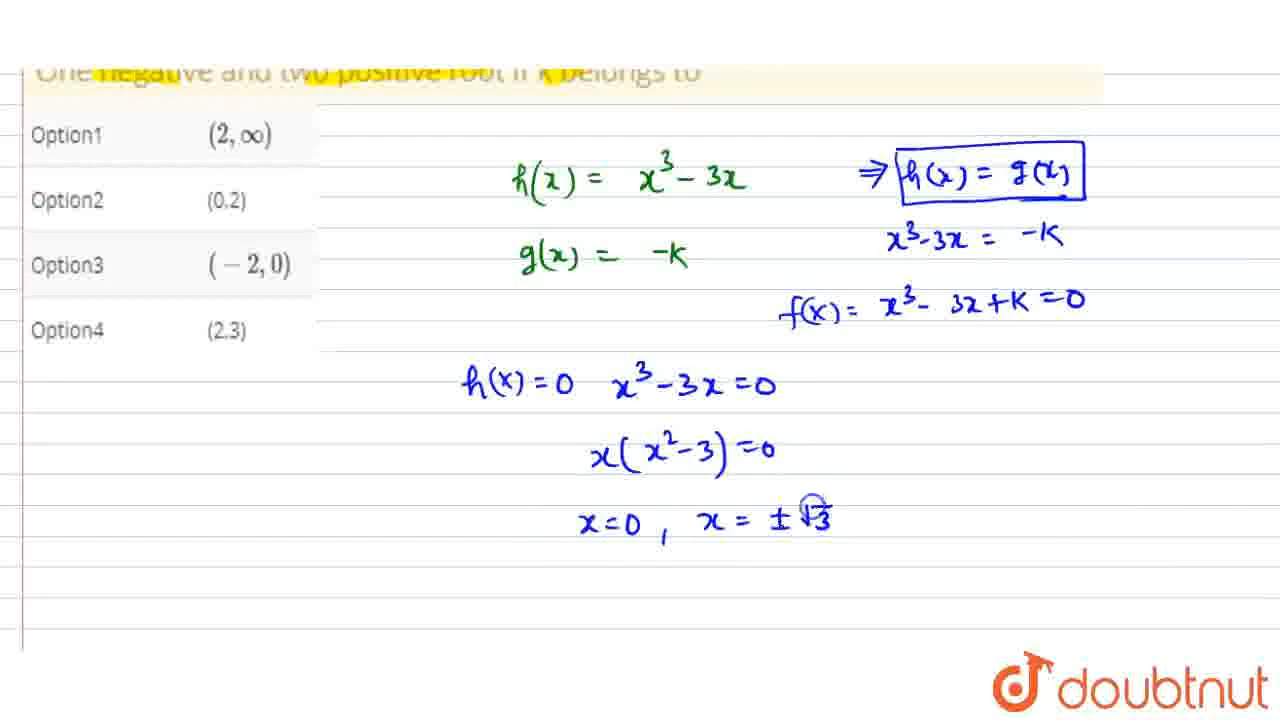 One negative and two positive root if k belongs to
Option1 (2,∞)
Option2 (0,2)
Option3 (−2,0)
Option4 (2,3)
h(x) = x³ − 3x
g(x) = −k
⇒ h(x) = g(x)
x³−3x = −k
f(x) = x³ − 3x + k = 0
h(x) = 0 x³ − 3x = 0
x(x² − 3) = 0
x = 0 , x = ± √3
doubtnut